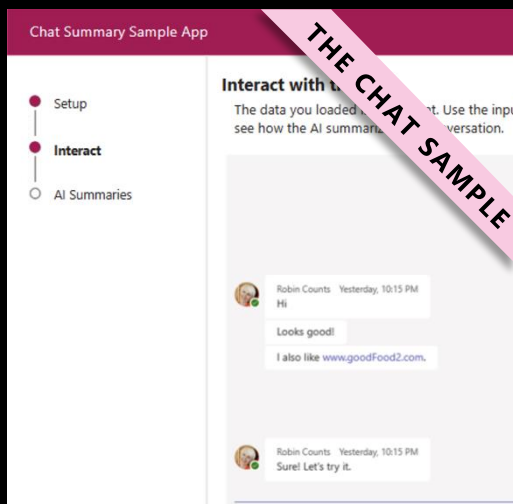 Chat Summary Sample App
THE CHAT SAMPLE
Setup
Interact
AI Summaries
Interact with
The data you loaded Use the inpu
see how the AI
Robin Counts Yesterday, 10:15 PM
Hi
Looks good!
I also like www.goodFood2.com.
Robin Counts Yesterday, 10:15 PM
Sure! Let's try it.